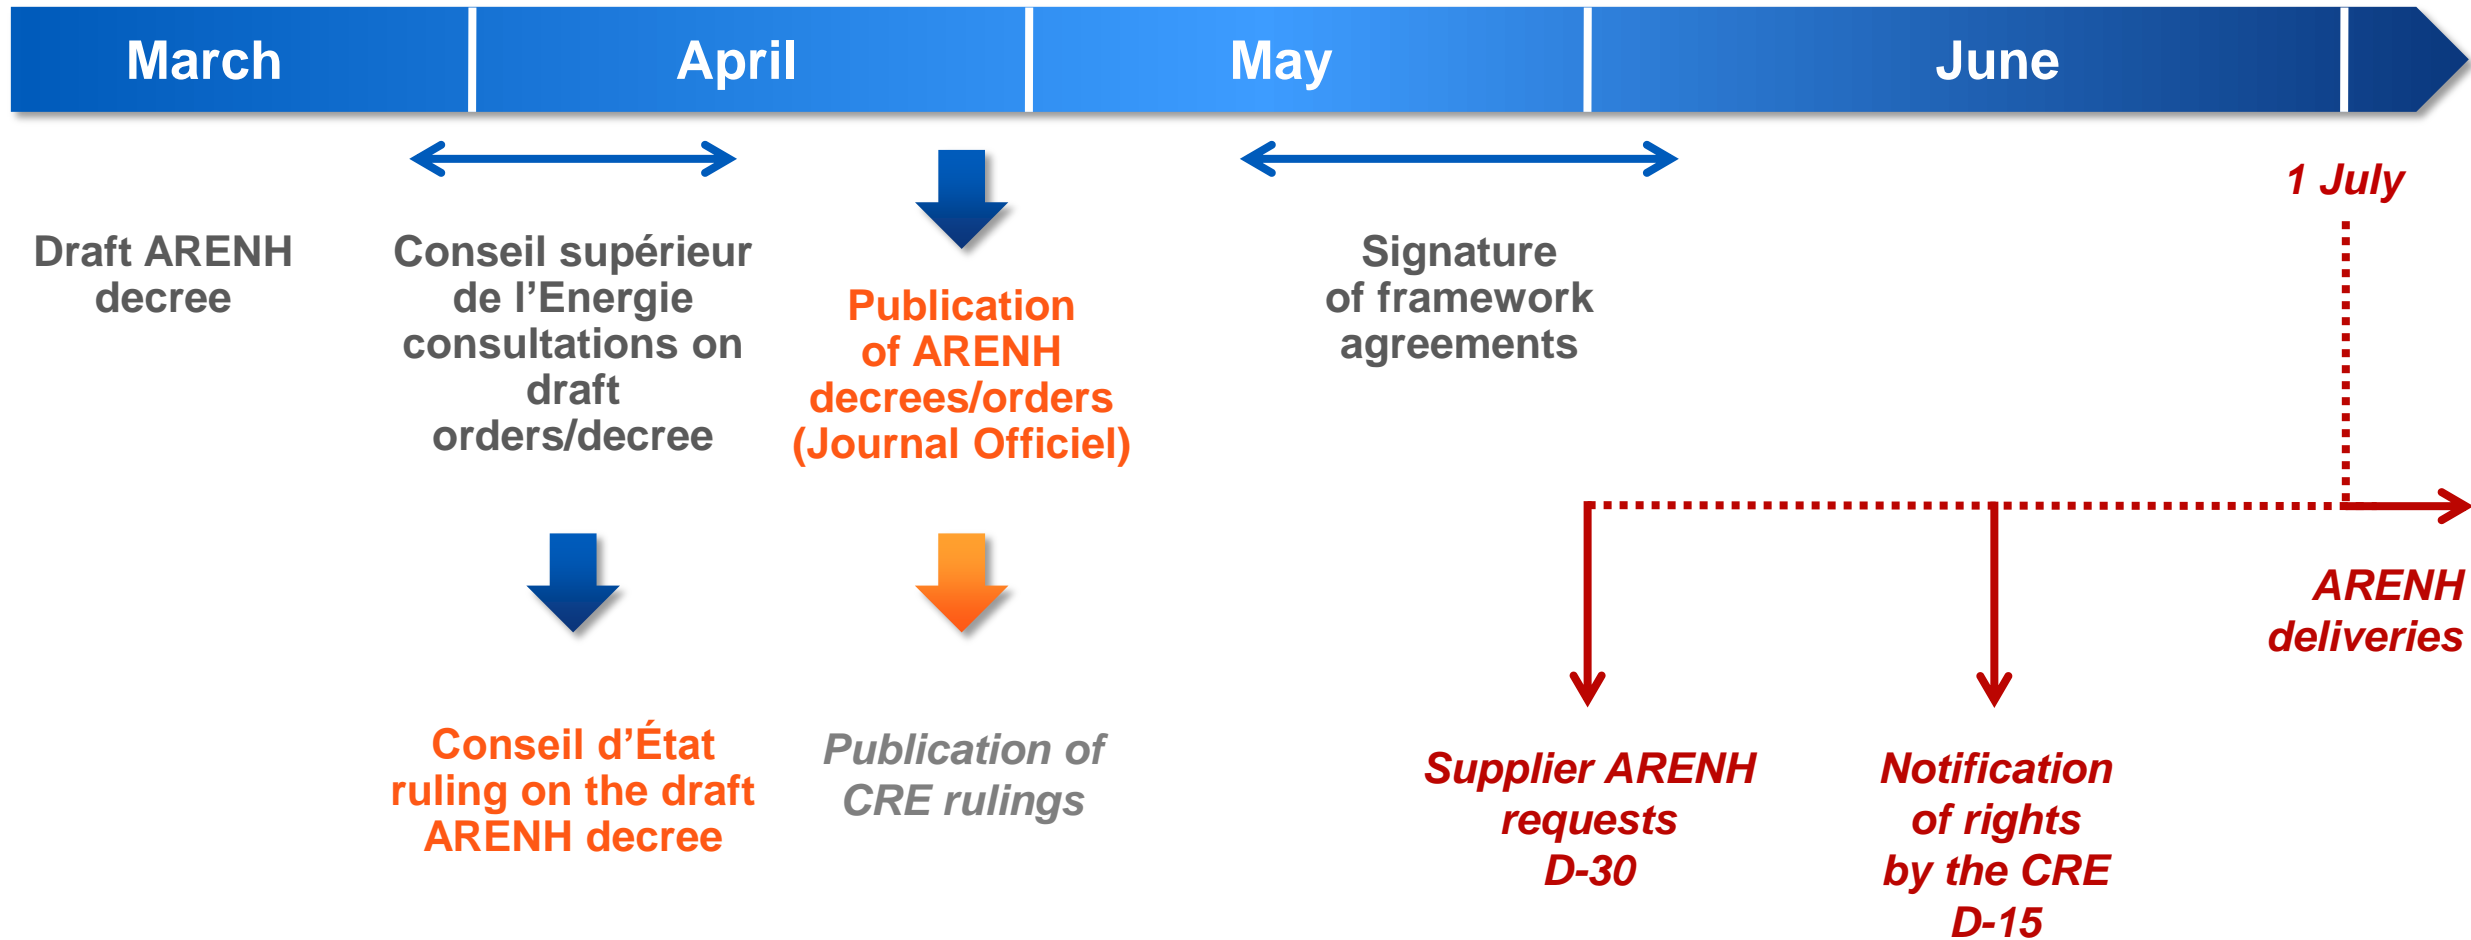 March
April
May
June
1 July
Draft ARENH
decree
Conseil supérieur
de l’Energie
consultations on
draft
orders/decree
Publication
of ARENH
decrees/orders
(Journal Officiel)
Signature
of framework
agreements
ARENH
deliveries
Conseil d’État
ruling on the draft
ARENH decree
Publication of
CRE rulings
Supplier ARENH
requests
D-30
Notification
of rights
by the CRE
D-15